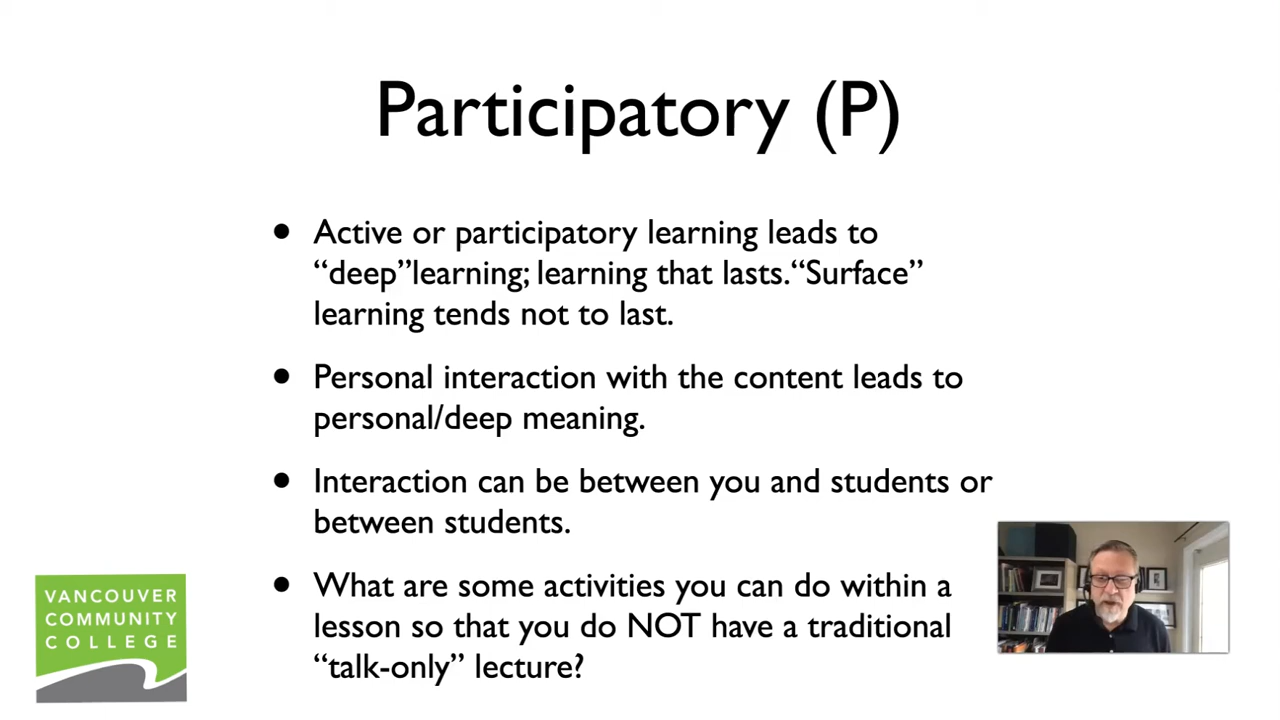 Participatory (P)
• Active or participatory learning leads to
“deep”learning; learning that lasts.“Surface”
learning tends not to last.
• Personal interaction with the content leads to
personal/deep meaning.
• Interaction can be between you and students or
between students.
• What are some activities you can do within a
lesson so that you do NOT have a traditional
“talk-only” lecture?
VANCOUVER
COMMUNITY
COLLEGE